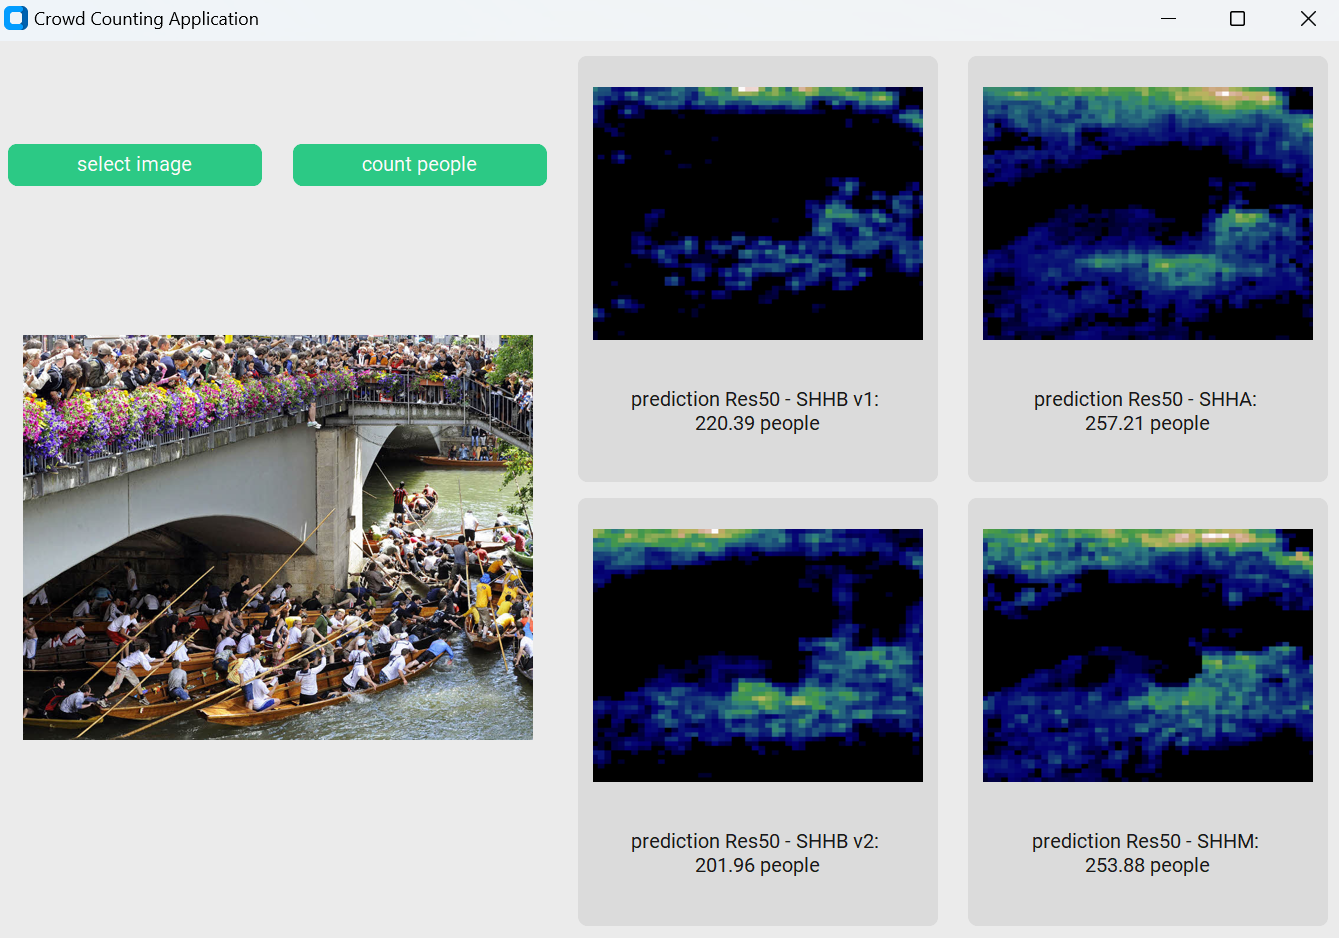 Crowd Counting Application
select image
count people
prediction Res50 - SHHB v1:
220.39 people
prediction Res50 - SHHA:
257.21 people
prediction Res50 - SHHB v2:
201.96 people
prediction Res50 - SHHM:
253.88 people